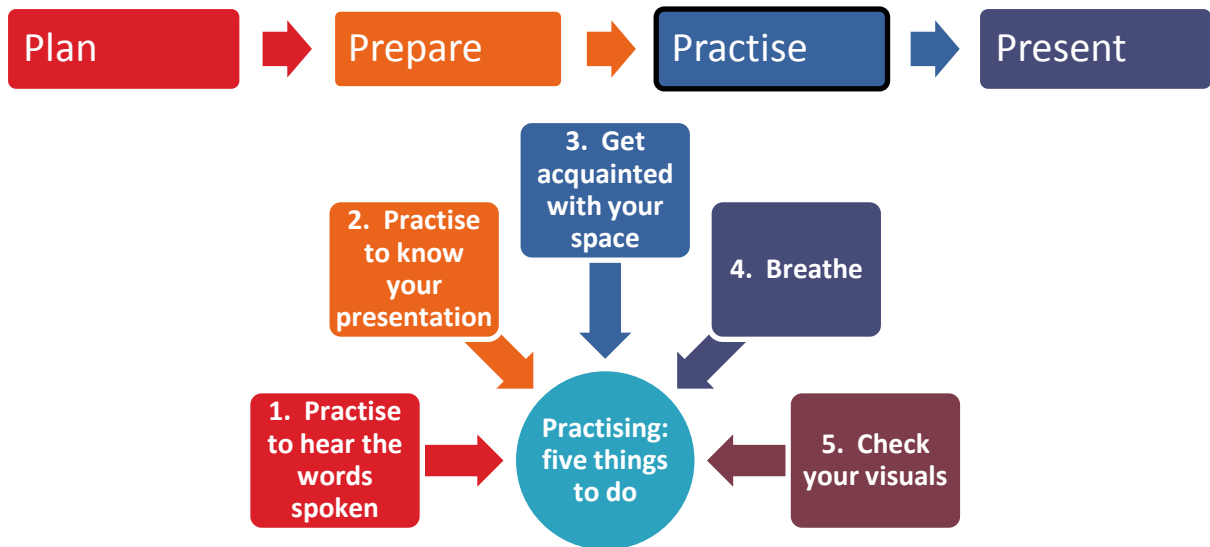 Plan
Prepare
Practise
Present
3.  Get
acquainted
with your
space
2.  Practise
to know
your
presentation
4.  Breathe
1.  Practise
to hear the
words
spoken
Practising:
five things
to do
5.  Check
your visuals